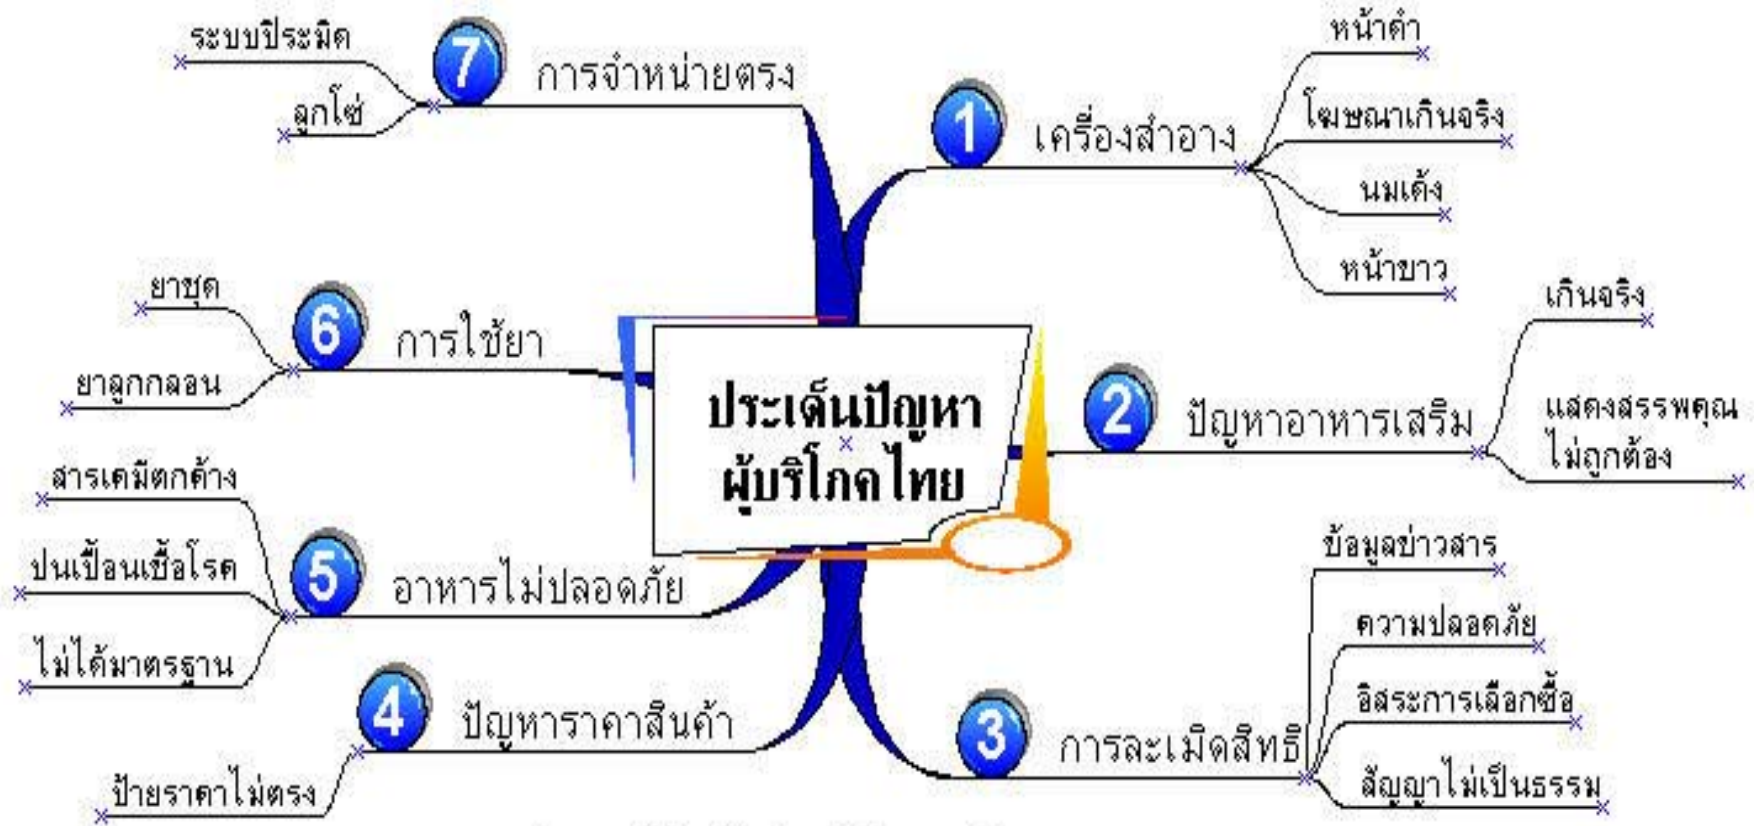 ประเด็นปัญหา
ผู้บริโภคไทย
1
เครื่องสำอาง
หน้าดำ
โฆษณาเกินจริง
นมเด้ง
หน้าขาว
2
ปัญหาอาหารเสริม
เกินจริง
แสดงสรรพคุณ
ไม่ถูกต้อง
3
การละเมิดสิทธิ
ข้อมูลข่าวสาร
ความปลอดภัย
อิสระการเลือกซื้อ
สัญญาไม่เป็นธรรม
4
ปัญหาราคาสินค้า
ป้ายราคาไม่ตรง
5
อาหารไม่ปลอดภัย
สารเคมีตกค้าง
ปนเปื้อนเชื้อโรค
ไม่ได้มาตรฐาน
6
การใช้ยา
ยาชุด
ยาลูกกลอน
7
การจำหน่ายตรง
ระบบปิระมิด
ลูกโซ่